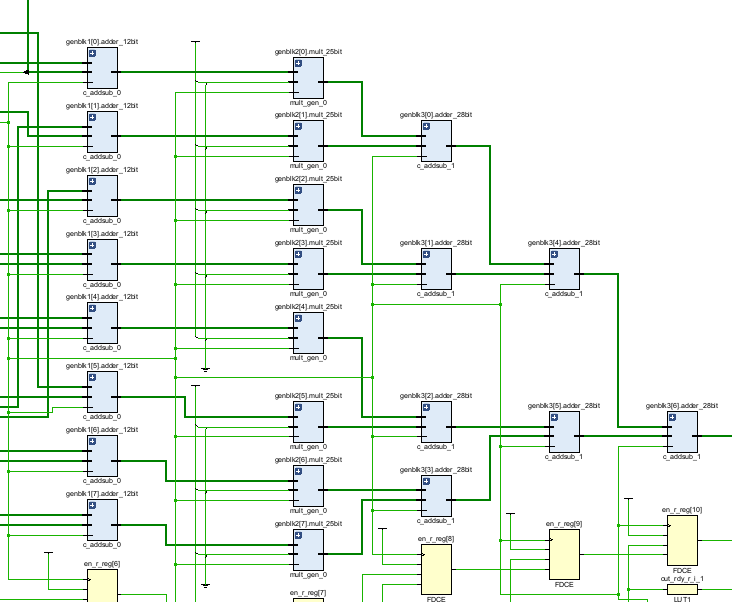 genblk1[0].adder_12bit
c_addsub_0
genblk1[1].adder_12bit
c_addsub_0
genblk1[2].adder_12bit
c_addsub_0
genblk1[3].adder_12bit
c_addsub_0
genblk1[4].adder_12bit
c_addsub_0
genblk1[5].adder_12bit
c_addsub_0
genblk1[6].adder_12bit
c_addsub_0
genblk1[7].adder_12bit
c_addsub_0
en_r_reg[6]
genblk2[0].mult_25bit
mult_gen_0
genblk2[1].mult_25bit
mult_gen_0
genblk2[2].mult_25bit
mult_gen_0
genblk2[3].mult_25bit
mult_gen_0
genblk2[4].mult_25bit
mult_gen_0
genblk2[5].mult_25bit
mult_gen_0
genblk2[6].mult_25bit
mult_gen_0
genblk2[7].mult_25bit
mult_gen_0
en_r_reg[7]
genblk3[0].adder_28bit
c_addsub_1
genblk3[1].adder_28bit
c_addsub_1
genblk3[2].adder_28bit
c_addsub_1
genblk3[3].adder_28bit
c_addsub_1
en_r_reg[8]
FDCE
genblk3[4].adder_28bit
c_addsub_1
genblk3[5].adder_28bit
c_addsub_1
en_r_reg[9]
FDCE
genblk3[6].adder_28bit
c_addsub_1
en_r_reg[10]
FDCE
out_rdy_r_i_1
LUT1